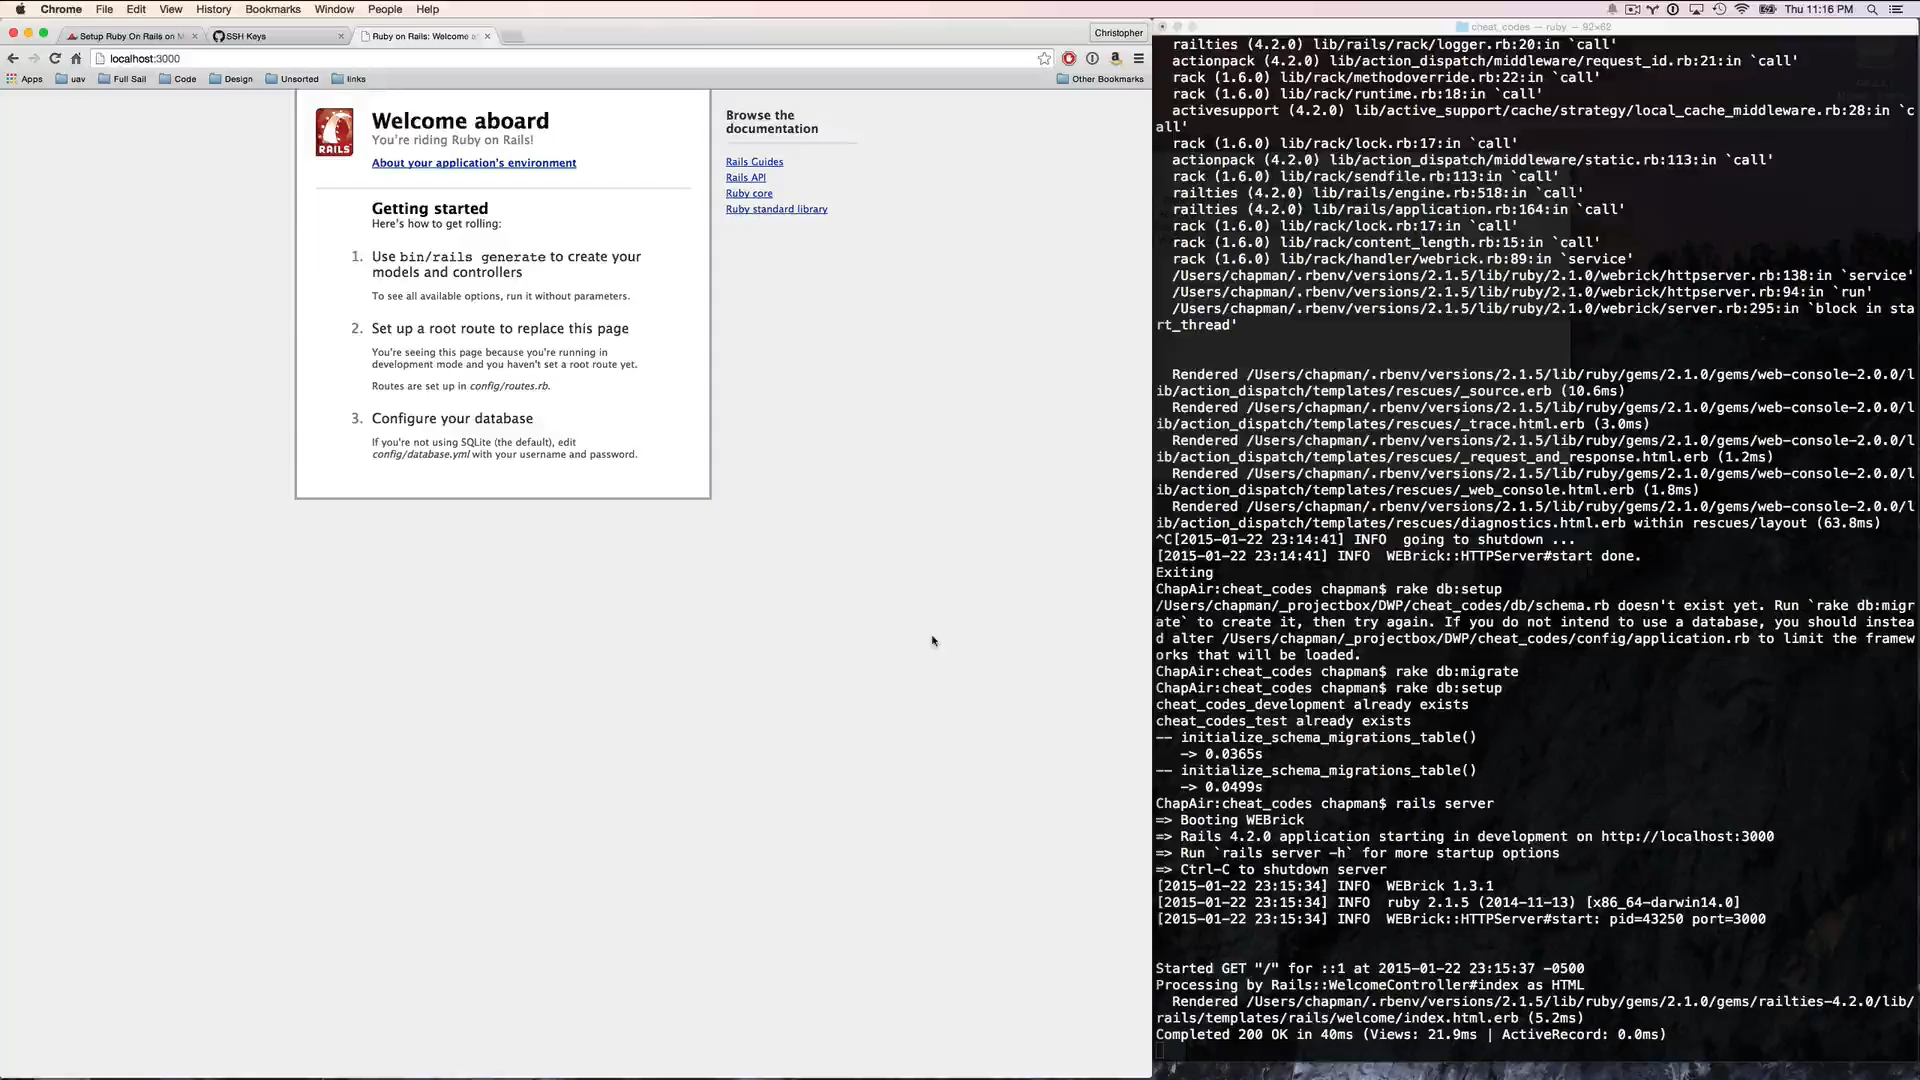 Chrome File Edit View History Bookmarks Window People Help Thu 11:16 PM
Setup Ruby On Rails on M
SSH Keys
Ruby on Rails: Welcome a
Christopher
localhost:3000
Apps uav Full Sail Code Design Unsorted links Other Bookmarks
RAILS
Welcome aboard
You're riding Ruby on Rails!
About your application's environment
Getting started
Here's how to get rolling:
1. Use bin/rails generate to create your
models and controllers
To see all available options, run it without parameters.
2. Set up a root route to replace this page
You're seeing this page because you're running in
development mode and you haven't set a root route yet.
Routes are set up in config/routes.rb.
3. Configure your database
If you're not using SQLite (the default), edit
config/database.yml with your username and password.
Browse the
documentation
Rails Guides
Rails API
Ruby core
Ruby standard library
cheat_codes — ruby — 92×62
railties (4.2.0) lib/rails/rack/logger.rb:20:in `call'
actionpack (4.2.0) lib/action_dispatch/middleware/request_id.rb:21:in `call'
rack (1.6.0) lib/rack/methodoverride.rb:22:in `call'
rack (1.6.0) lib/rack/runtime.rb:18:in `call'
activesupport (4.2.0) lib/active_support/cache/strategy/local_cache_middleware.rb:28:in `c
all'
rack (1.6.0) lib/rack/lock.rb:17:in `call'
actionpack (4.2.0) lib/action_dispatch/middleware/static.rb:113:in `call'
rack (1.6.0) lib/rack/sendfile.rb:113:in `call'
railties (4.2.0) lib/rails/engine.rb:518:in `call'
railties (4.2.0) lib/rails/application.rb:164:in `call'
rack (1.6.0) lib/rack/lock.rb:17:in `call'
rack (1.6.0) lib/rack/content_length.rb:15:in `call'
rack (1.6.0) lib/rack/handler/webrick.rb:89:in `service'
/Users/chapman/.rbenv/versions/2.1.5/lib/ruby/2.1.0/webrick/httpserver.rb:138:in `service'
/Users/chapman/.rbenv/versions/2.1.5/lib/ruby/2.1.0/webrick/httpserver.rb:94:in `run'
/Users/chapman/.rbenv/versions/2.1.5/lib/ruby/2.1.0/webrick/server.rb:295:in `block in sta
rt_thread'
Rendered /Users/chapman/.rbenv/versions/2.1.5/lib/ruby/gems/2.1.0/gems/web-console-2.0.0/l
ib/action_dispatch/templates/rescues/_source.erb (10.6ms)
Rendered /Users/chapman/.rbenv/versions/2.1.5/lib/ruby/gems/2.1.0/gems/web-console-2.0.0/l
ib/action_dispatch/templates/rescues/_trace.html.erb (3.0ms)
Rendered /Users/chapman/.rbenv/versions/2.1.5/lib/ruby/gems/2.1.0/gems/web-console-2.0.0/l
ib/action_dispatch/templates/rescues/_request_and_response.html.erb (1.2ms)
Rendered /Users/chapman/.rbenv/versions/2.1.5/lib/ruby/gems/2.1.0/gems/web-console-2.0.0/l
ib/action_dispatch/templates/rescues/_web_console.html.erb (1.8ms)
Rendered /Users/chapman/.rbenv/versions/2.1.5/lib/ruby/gems/2.1.0/gems/web-console-2.0.0/l
ib/action_dispatch/templates/rescues/diagnostics.html.erb within rescues/layout (63.8ms)
^C[2015-01-22 23:14:41] INFO going to shutdown ...
[2015-01-22 23:14:41] INFO WEBrick::HTTPServer#start done.
Exiting
ChapAir:cheat_codes chapman$ rake db:setup
/Users/chapman/_projectbox/DWP/cheat_codes/db/schema.rb doesn't exist yet. Run `rake db:migr
ate` to create it, then try again. If you do not intend to use a database, you should instea
d alter /Users/chapman/_projectbox/DWP/cheat_codes/config/application.rb to limit the framew
orks that will be loaded.
ChapAir:cheat_codes chapman$ rake db:migrate
ChapAir:cheat_codes chapman$ rake db:setup
cheat_codes_development already exists
cheat_codes_test already exists
-- initialize_schema_migrations_table()
-> 0.0365s
-- initialize_schema_migrations_table()
-> 0.0499s
ChapAir:cheat_codes chapman$ rails server
=> Booting WEBrick
=> Rails 4.2.0 application starting in development on http://localhost:3000
=> Run `rails server -h` for more startup options
=> Ctrl-C to shutdown server
[2015-01-22 23:15:34] INFO WEBrick 1.3.1
[2015-01-22 23:15:34] INFO ruby 2.1.5 (2014-11-13) [x86_64-darwin14.0]
[2015-01-22 23:15:34] INFO WEBrick::HTTPServer#start: pid=43250 port=3000
Started GET "/" for ::1 at 2015-01-22 23:15:37 -0500
Processing by Rails::WelcomeController#index as HTML
Rendered /Users/chapman/.rbenv/versions/2.1.5/lib/ruby/gems/2.1.0/gems/railties-4.2.0/lib/
rails/templates/rails/welcome/index.html.erb (5.2ms)
Completed 200 OK in 40ms (Views: 21.9ms | ActiveRecord: 0.0ms)